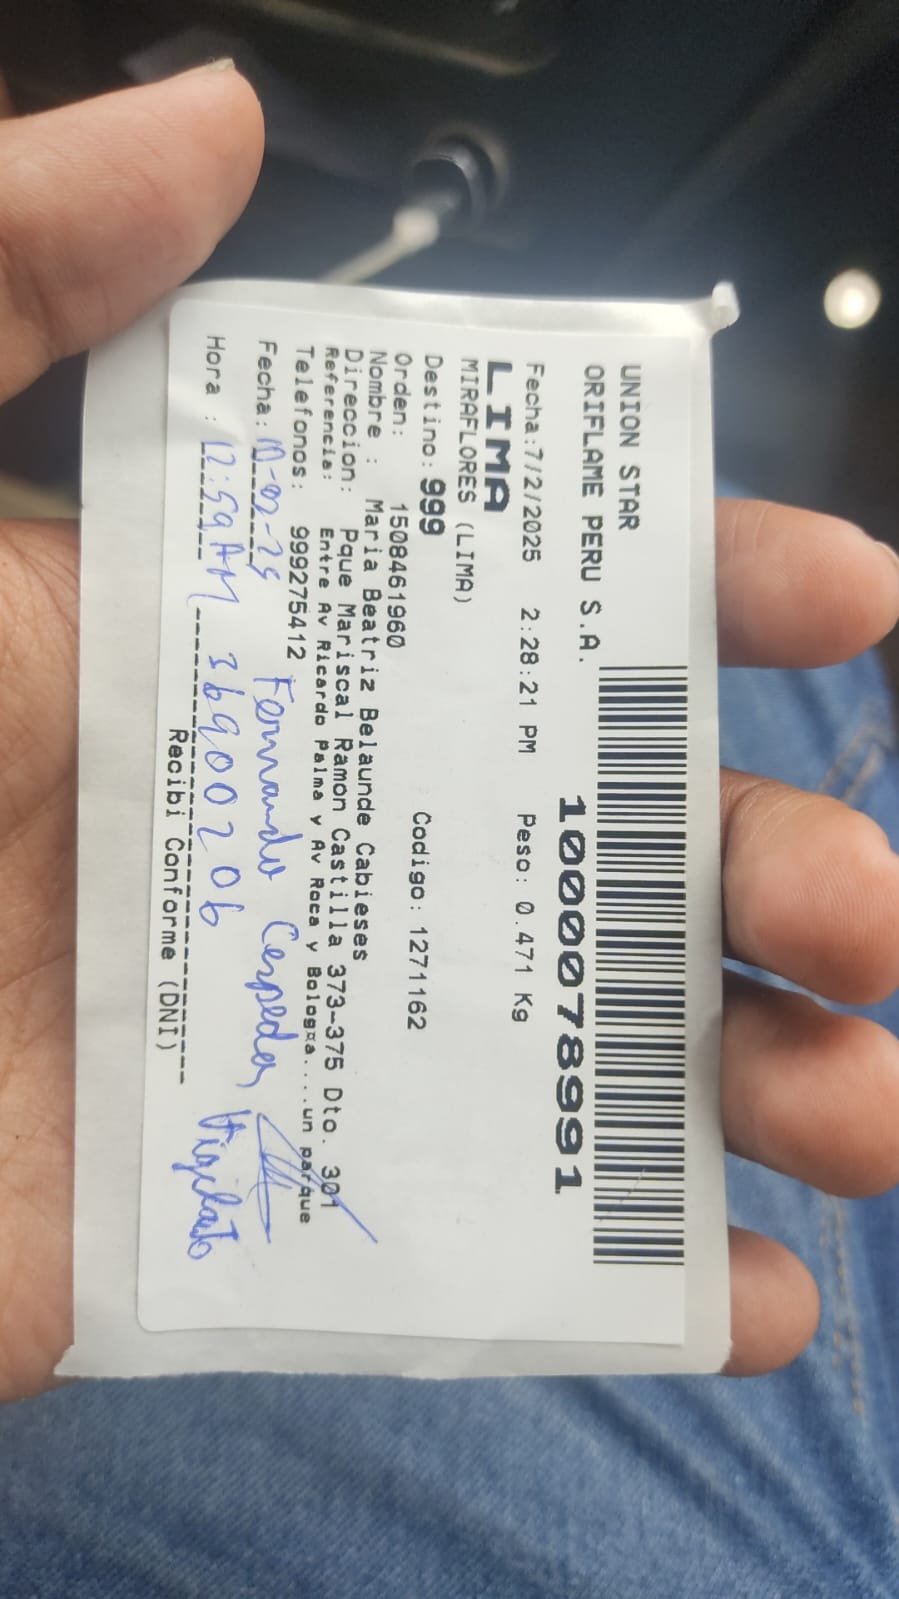 UNION STAR
ORIFLAME PERU S.A.
1000078991
Fecha:7/2/2025 2:28:21 PM Peso: 0.471 Kg
LIMA
MIRAFLORES (LIMA)
Destino: 999 Codigo: 1271162
Orden: 1508461960
Nombre : Maria Beatriz Belaunde Cabieses
Direccion: Pque Mariscal Ramon Castilla 373-375 Dto. 301
Referencia: Entre Av Ricardo Palma y Av Roca y Bologna....un parque
Telefonos: 999275412
Fecha: 10-02-25 Fernando Cespedes
Hora : 12:59AM 36900206 Vigilante
Recibi Conforme (DNI)